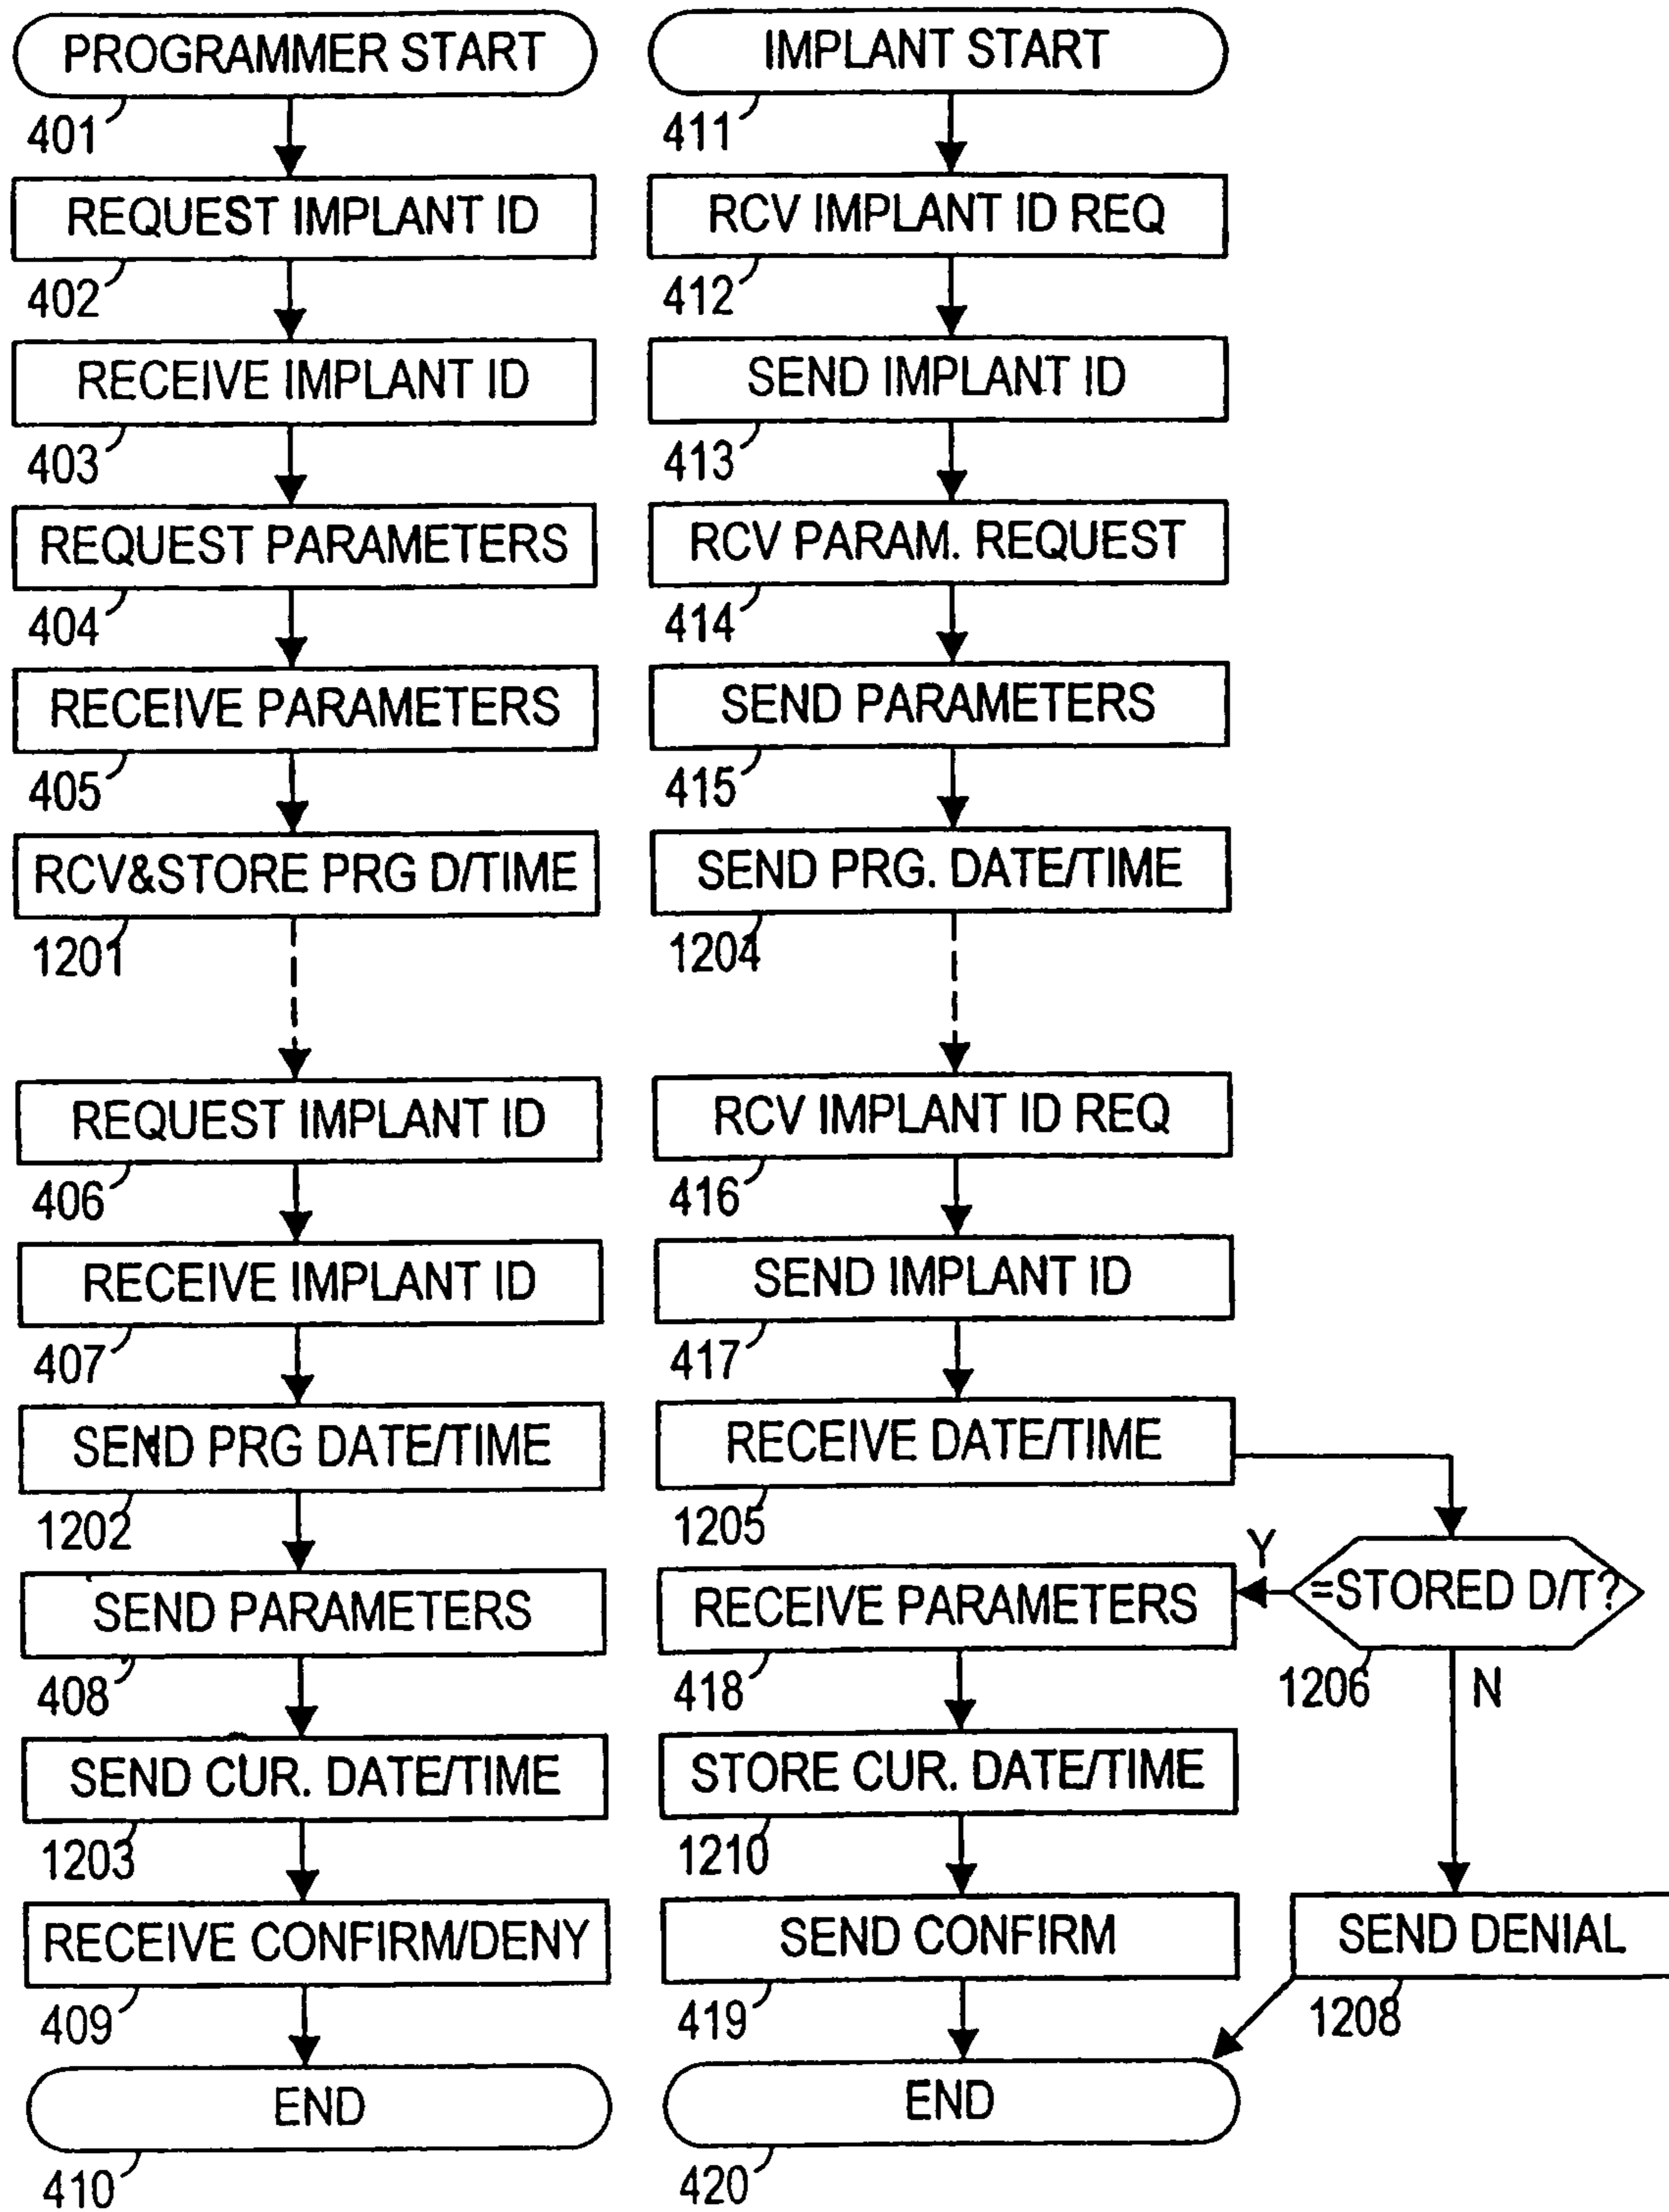 PROGRAMMER START
401
REQUEST IMPLANT ID
402
RECEIVE IMPLANT ID
403
REQUEST PARAMETERS
404
RECEIVE PARAMETERS
405
RCV&STORE PRG D/TIME
1201
REQUEST IMPLANT ID
406
RECEIVE IMPLANT ID
407
SEND PRG DATE/TIME
1202
SEND PARAMETERS
408
SEND CUR. DATE/TIME
1203
RECEIVE CONFIRM/DENY
409
END
410
IMPLANT START
411
RCV IMPLANT ID REQ
412
SEND IMPLANT ID
413
RCV PARAM. REQUEST
414
SEND PARAMETERS
415
SEND PRG. DATE/TIME
1204
RCV IMPLANT ID REQ
416
SEND IMPLANT ID
417
RECEIVE DATE/TIME
1205
=STORED D/T?
1206
Y
N
RECEIVE PARAMETERS
418
STORE CUR. DATE/TIME
1210
SEND CONFIRM
419
SEND DENIAL
1208
END
420